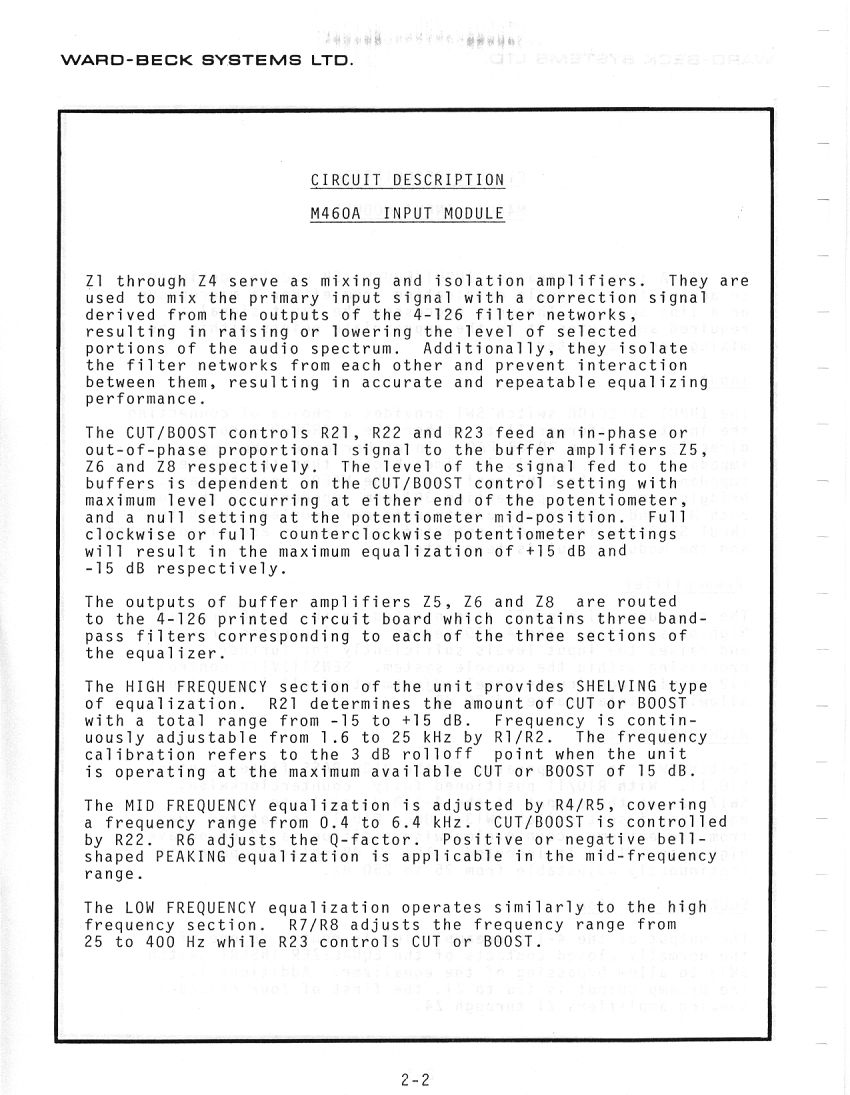 WARD-BECK SYSTEMS LTD.
CIRCUIT DESCRIPTION
M460A INPUT MODULE
Z1 through Z4 serve as mixing and isolation amplifiers. They are
used to mix the primary input signal with a correction signal
derived from the outputs of the 4-126 filter networks,
resulting in raising or lowering the level of selected
portions of the audio spectrum. Additionally, they isolate
the filter networks from each other and prevent interaction
between them, resulting in accurate and repeatable equalizing
performance.
The CUT/BOOST controls R21, R22 and R23 feed an in-phase or
out-of-phase proportional signal to the buffer amplifiers Z5,
Z6 and Z8 respectively. The level of the signal fed to the
buffers is dependent on the CUT/BOOST control setting with
maximum level occurring at either end of the potentiometer,
and a null setting at the potentiometer mid-position. Full
clockwise or full counterclockwise potentiometer settings
will result in the maximum equalization of +15 dB and
-15 dB respectively.
The outputs of buffer amplifiers Z5, Z6 and Z8 are routed
to the 4-126 printed circuit board which contains three band-
pass filters corresponding to each of the three sections of
the equalizer.
The HIGH FREQUENCY section of the unit provides SHELVING type
of equalization. R21 determines the amount of CUT or BOOST
with a total range from -15 to +15 dB. Frequency is contin-
uously adjustable from 1.6 to 25 kHz by R1/R2. The frequency
calibration refers to the 3 dB rolloff point when the unit
is operating at the maximum available CUT or BOOST of 15 dB.
The MID FREQUENCY equalization is adjusted by R4/R5, covering
a frequency range from 0.4 to 6.4 kHz. CUT/BOOST is controlled
by R22. R6 adjusts the Q-factor. Positive or negative bell-
shaped PEAKING equalization is applicable in the mid-frequency
range.
The LOW FREQUENCY equalization operates similarly to the high
frequency section. R7/R8 adjusts the frequency range from
25 to 400 Hz while R23 controls CUT or BOOST.
2-2